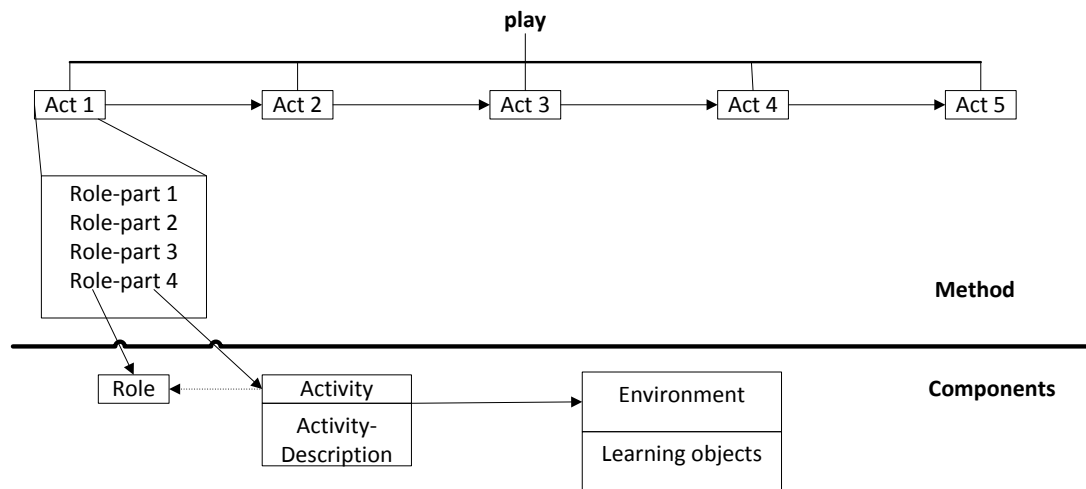 play
Act 1
Act 2
Act 3
Act 4
Act 5
Role-part 1
Role-part 2
Role-part 3
Role-part 4
Method
Role
Activity
Activity-
Description
Environment
Learning objects
Components